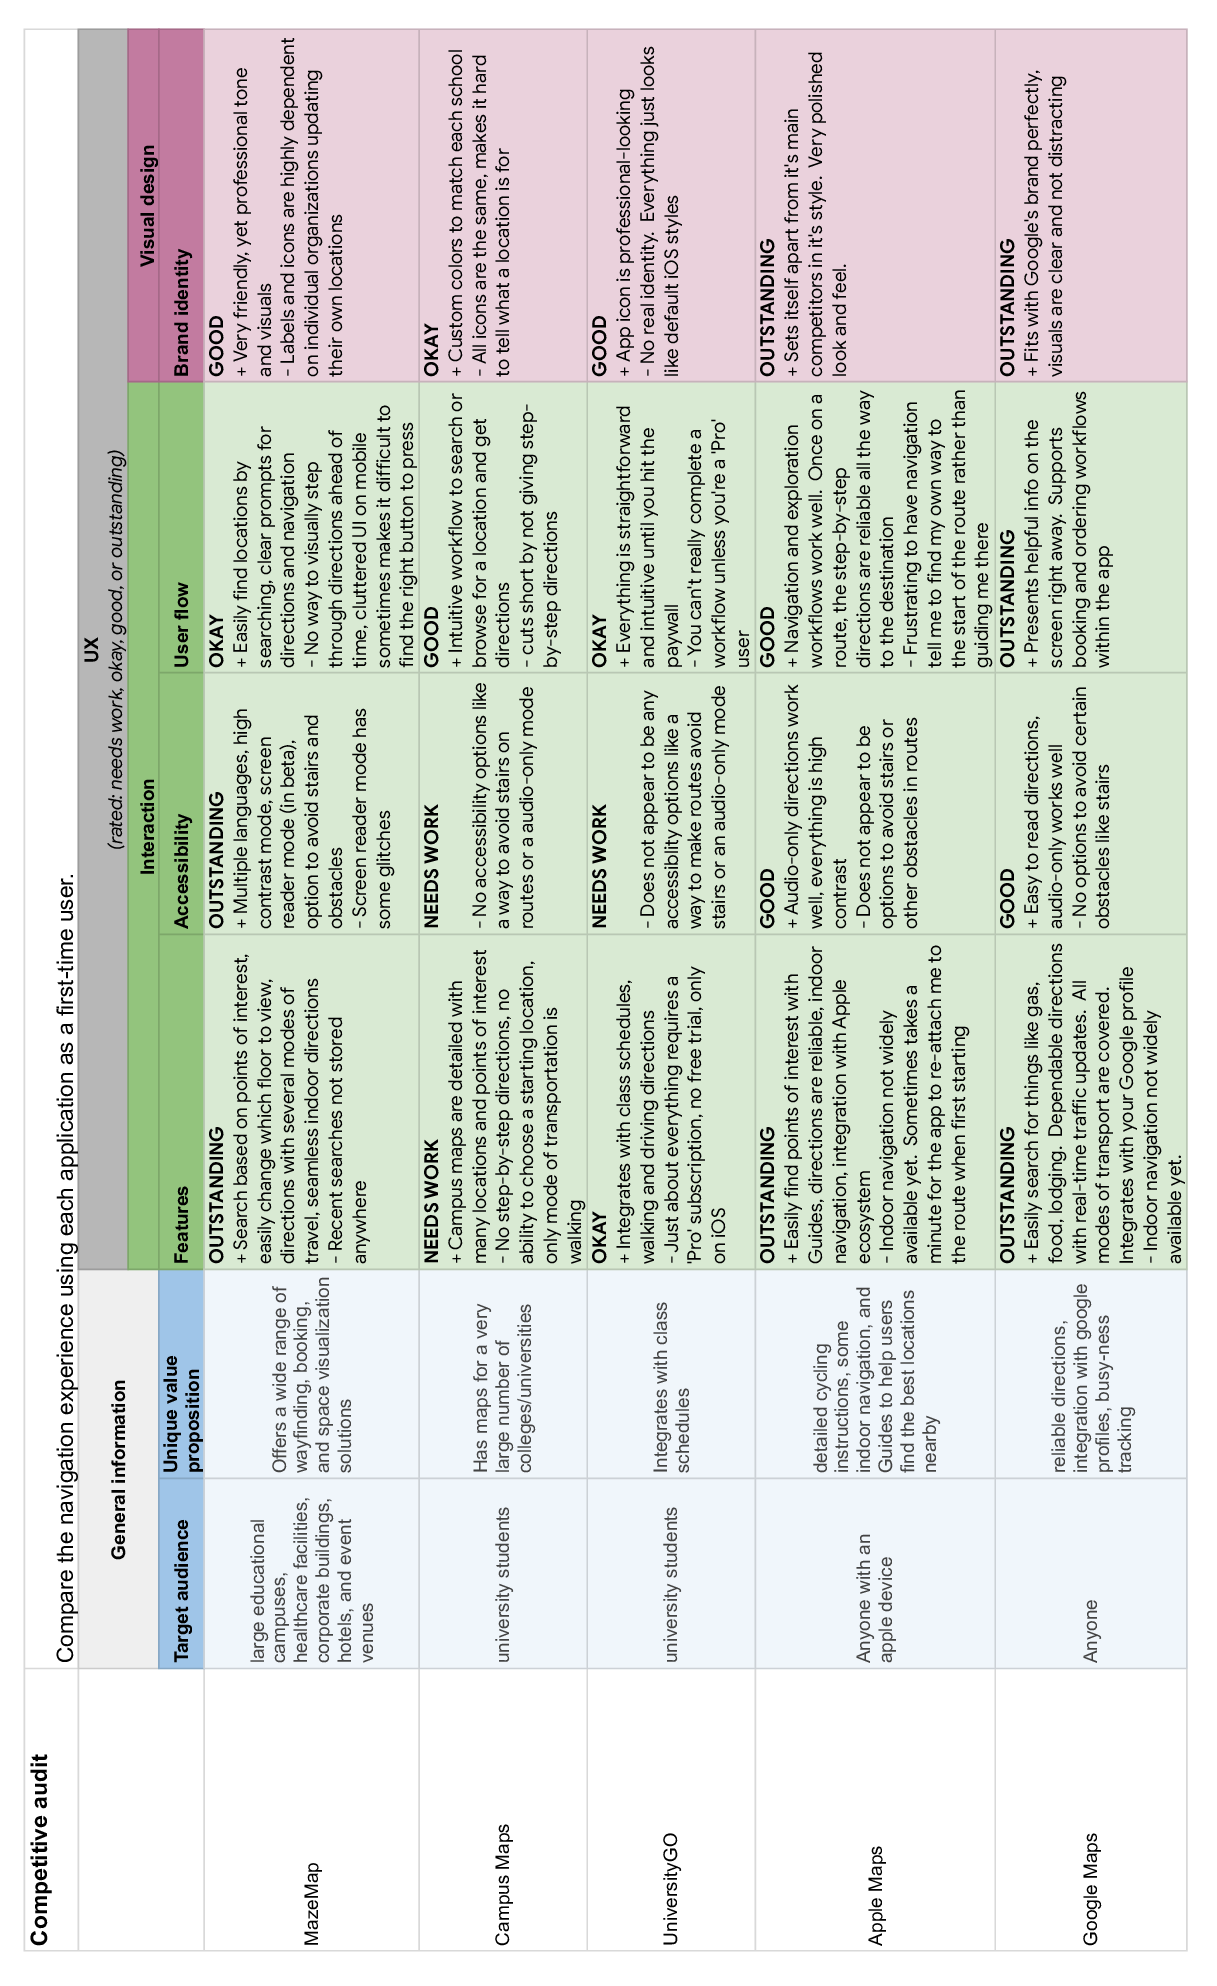 Competitive audit
Compare the navigation experience using each application as a first-time user.
General information
UX
(rated: needs work, okay, good, or outstanding)
Interaction
Visual design
Target audience
Unique value
proposition
Features
Accessibility
User flow
Brand identity
MazeMap
large educational
campuses,
healthcare facilities,
corporate buildings,
hotels, and event
venues
Offers a wide range of
wayfinding, booking,
and space visualization
solutions
OUTSTANDING
+ Search based on points of interest,
easily change which floor to view,
directions with several modes of
travel, seamless indoor directions
- Recent searches not stored
anywhere
OUTSTANDING
+ Multiple languages, high
contrast mode, screen
reader mode (in beta),
option to avoid stairs and
obstacles
- Screen reader mode has
some glitches
OKAY
+ Easily find locations by
searching, clear prompts for
directions and navigation
- No way to visually step
through directions ahead of
time, cluttered UI on mobile
sometimes makes it difficult to
find the right button to press
GOOD
+ Very friendly, yet professional tone
and visuals
- Labels and icons are highly dependent
on individual organizations updating
their own locations
Campus Maps
university students
Has maps for a very
large number of
colleges/universities
NEEDS WORK
+ Campus maps are detailed with
many locations and points of interest
- No step-by-step directions, no
ability to choose a starting location,
only mode of transportation is
walking
NEEDS WORK
- No accessibility options like
a way to avoid stairs on
routes or a audio-only mode
GOOD
+ Intuitive workflow to search or
browse for a location and get
directions
- cuts short by not giving step-
by-step directions
OKAY
+ Custom colors to match each school
- All icons are the same, makes it hard
to tell what a location is for
UniversityGO
university students
Integrates with class
schedules
OKAY
+ Integrates with class schedules,
walking and driving directions
- Just about everything requires a
'Pro' subscription, no free trial, only
on iOS
NEEDS WORK
- Does not appear to be any
accessibility options like a
way to make routes avoid
stairs or an audio-only mode
OKAY
+ Everything is straightforward
and intuitive until you hit the
paywall
- You can't really complete a
workflow unless you're a 'Pro'
user
GOOD
+ App icon is professional-looking
- No real identity. Everything just looks
like default iOS styles
Apple Maps
Anyone with an
apple device
detailed cycling
instructions, some
indoor navigation, and
Guides to help users
find the best locations
nearby
OUTSTANDING
+ Easily find points of interest with
Guides, directions are reliable, indoor
navigation, integration with Apple
ecosystem
- Indoor navigation not widely
available yet. Sometimes takes a
minute for the app to re-attach me to
the route when first starting
GOOD
+ Audio-only directions work
well, everything is high
contrast
- Does not appear to be
options to avoid stairs or
other obstacles in routes
GOOD
+ Navigation and exploration
workflows work well. Once on a
route, the step-by-step
directions are reliable all the way
to the destination
- Frustrating to have navigation
tell me to find my own way to
the start of the route rather than
guiding me there
OUTSTANDING
+ Sets itself apart from it's main
competitors in it's style. Very polished
look and feel.
Google Maps
Anyone
reliable directions,
integration with google
profiles, busy-ness
tracking
OUTSTANDING
+ Easily search for things like gas,
food, lodging. Dependable directions
with real-time traffic updates. All
modes of transport are covered.
Integrates with your Google profile
- Indoor navigation not widely
available yet.
GOOD
+ Easy to read directions,
audio-only works well
- No options to avoid certain
obstacles like stairs
OUTSTANDING
+ Presents helpful info on the
screen right away. Supports
booking and ordering workflows
within the app
OUTSTANDING
+ Fits with Google's brand perfectly,
visuals are clear and not distracting